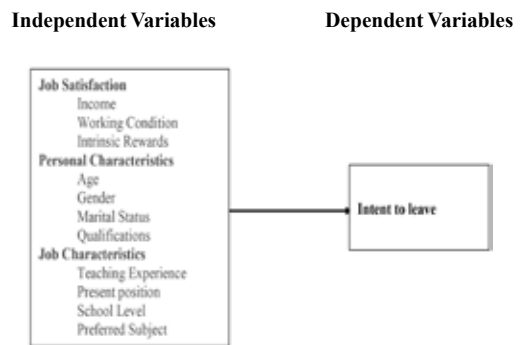 Independent Variables
Dependent Variables
Job Satisfaction
Income
Working Condition
Intrinsic Rewards
Personal Characteristics
Age
Gender
Marital Status
Qualifications
Job Characteristics
Teaching Experience
Present position
School Level
Preferred Subject
Intent to leave